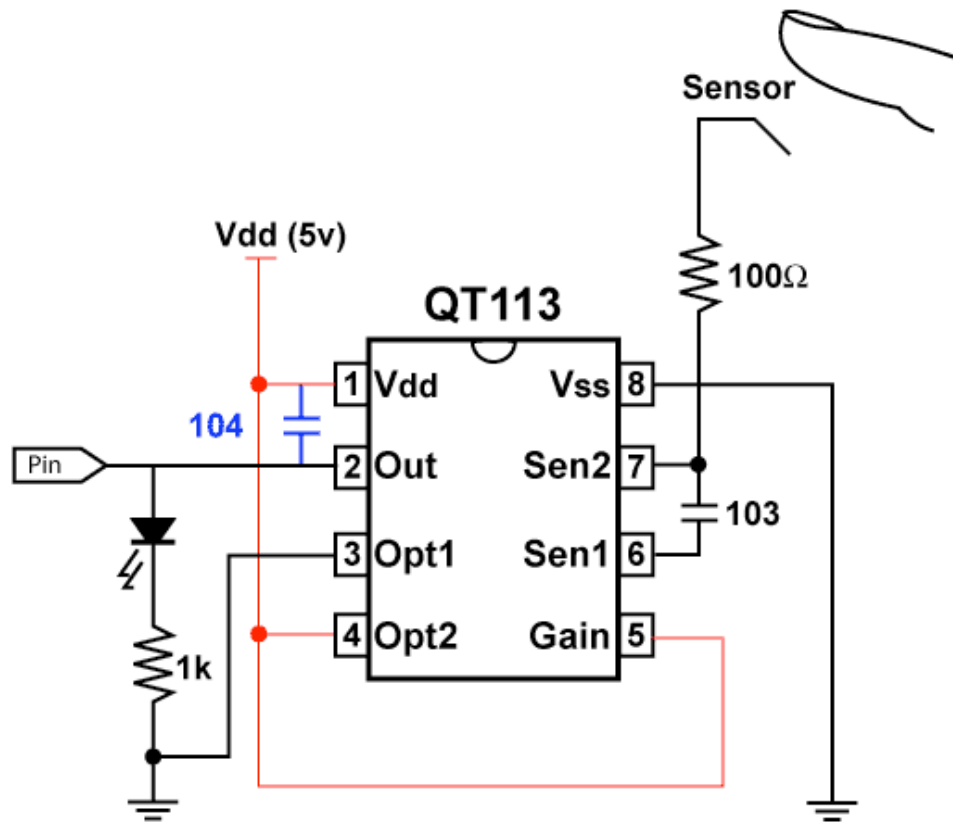 Sensor
Vdd (5v)
100Ω
QT113
1 Vdd Vss 8
104
Pin
2 Out Sen2 7
103
3 Opt1 Sen1 6
4 Opt2 Gain 5
1k